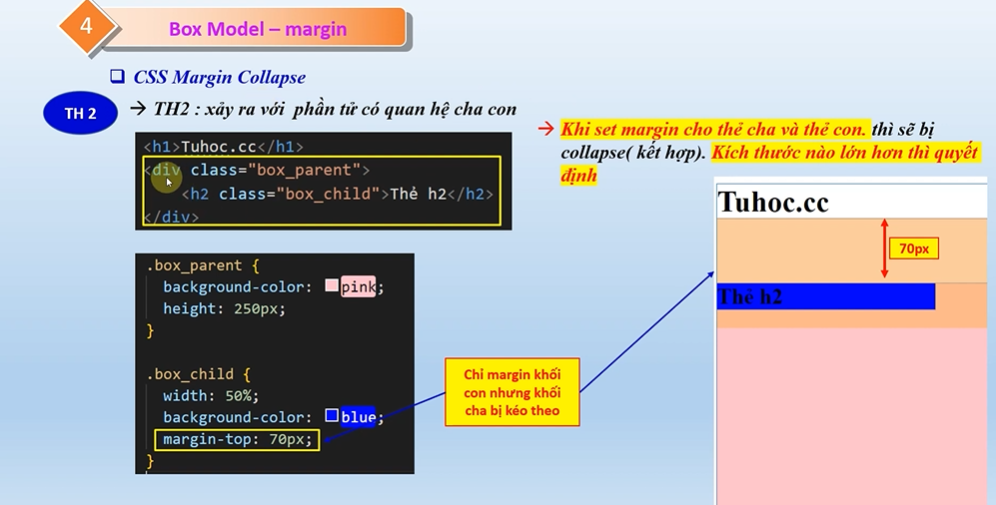 4
Box Model – margin
❑ CSS Margin Collapse
TH 2
→ TH2 : xảy ra với phần tử có quan hệ cha con
<h1>Tuhoc.cc</h1>
<div class="box_parent">
<h2 class="box_child">Thẻ h2</h2>
</div>
.box_parent {
background-color: pink;
height: 250px;
}
.box_child {
width: 50%;
background-color: blue;
margin-top: 70px;
}
Chỉ margin khối
con nhưng khối
cha bị kéo theo
→ Khi set margin cho thẻ cha và thẻ con. thì sẽ bị
collapse( kết hợp). Kích thước nào lớn hơn thì quyết
định
Tuhoc.cc
70px
Thẻ h2